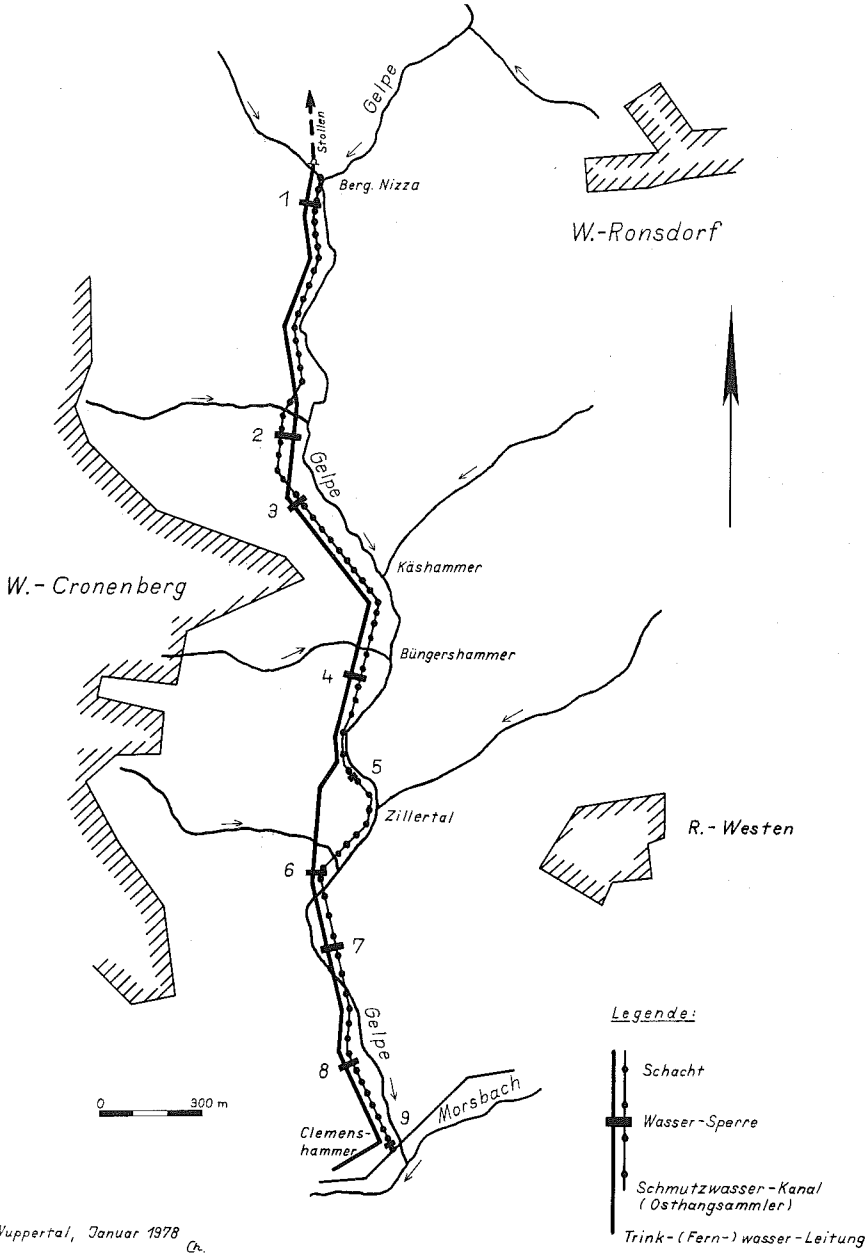 Gelpe
Stollen
Berg. Nizza
1
W.-Ronsdorf
2
Gelpe
3
Käshammer
W.-Cronenberg
Büngershammer
4
5
Zillertal
R.-Westen
6
7
Gelpe
Legende:
8
Schacht
0 300 m
9
Morsbach
Clemens-
hammer
Wasser-Sperre
Schmutzwasser-Kanal
(Osthangsammler)
Wuppertal, Januar 1978
Ch.
Trink-(Fern-)wasser-Leitung